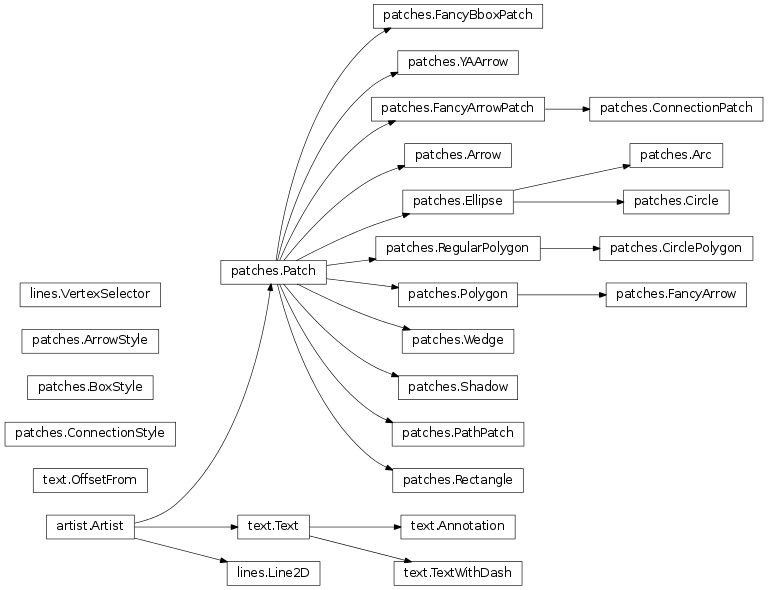 patches.FancyBboxPatch
patches.YAArrow
patches.FancyArrowPatch
patches.ConnectionPatch
patches.Arrow
patches.Arc
patches.Ellipse
patches.Circle
patches.RegularPolygon
patches.CirclePolygon
patches.Patch
lines.VertexSelector
patches.Polygon
patches.FancyArrow
patches.ArrowStyle
patches.Wedge
patches.BoxStyle
patches.Shadow
patches.ConnectionStyle
patches.PathPatch
text.OffsetFrom
patches.Rectangle
artist.Artist
text.Text
text.Annotation
lines.Line2D
text.TextWithDash